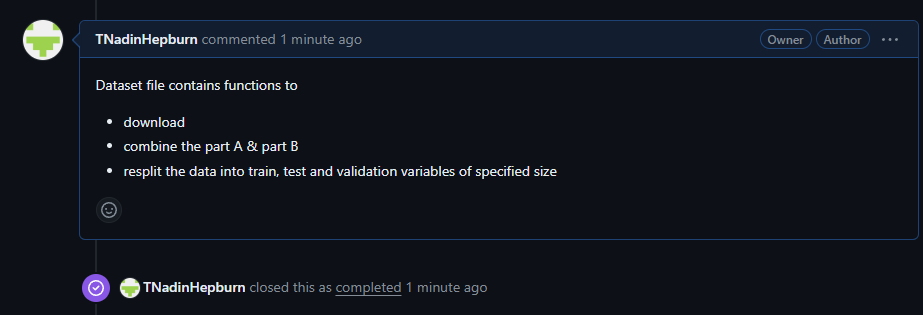 TNadinHepburn commented 1 minute ago Owner Author
Dataset file contains functions to
• download
• combine the part A & part B
• resplit the data into train, test and validation variables of specified size
TNadinHepburn closed this as completed 1 minute ago